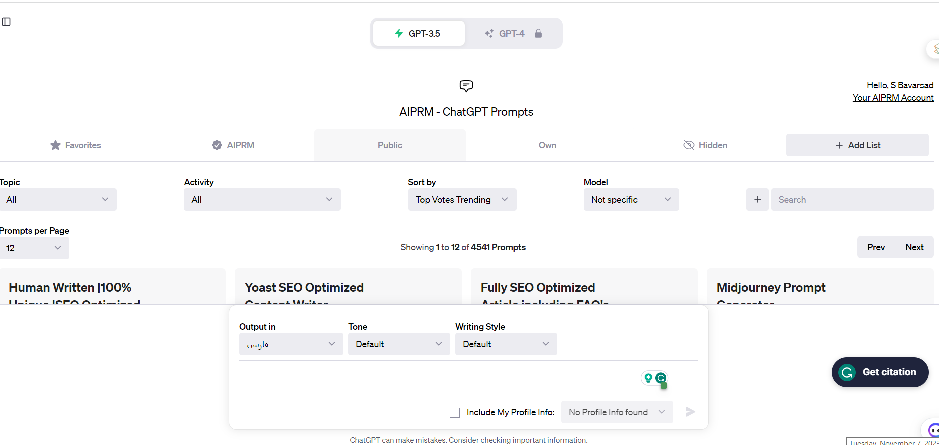 GPT-3.5 GPT-4
Hello, S Bavarsad
Your AIPRM Account
AIPRM - ChatGPT Prompts
Favorites AIPRM Public Own Hidden + Add List
Topic Activity Sort by Model
All All Top Votes Trending Not specific + Search
Prompts per Page
12 Showing 1 to 12 of 4541 Prompts Prev Next
Human Written |100% Yoast SEO Optimized Fully SEO Optimized Midjourney Prompt
Unique |SEO Optimized Content Writer Article including FAQ's Generator
Output in Tone Writing Style
فارسی Default Default
Get citation
Include My Profile Info: No Profile Info found
ChatGPT can make mistakes. Consider checking important information.
Tuesday, November 7,